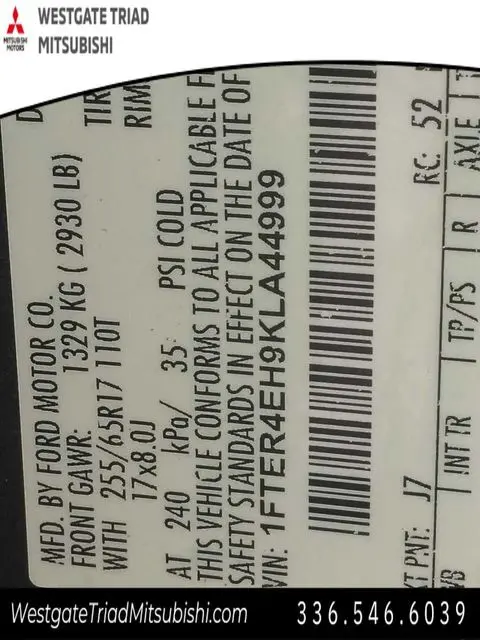 WESTGATE TRIAD
MITSUBISHI
MITSUBISHI
MOTORS
D
MFD. BY FORD MOTOR CO.
FRONT GAWR: TIR
1329 KG ( 2930 LB) RIM
WITH 255/65R17 110T
17x8.0J
AT 240 kPa/ 35 PSI COLD
THIS VEHICLE CONFORMS TO ALL APPLICABLE F
SAFETY STANDARDS IN EFFECT ON THE DATE OF
VIN: 1FTER4EH9KLA44999
XT PNT: J7 RC: 52
WB INT TR TP/PS R AXLE
WestgateTriadMitsubishi.com
336.546.6039